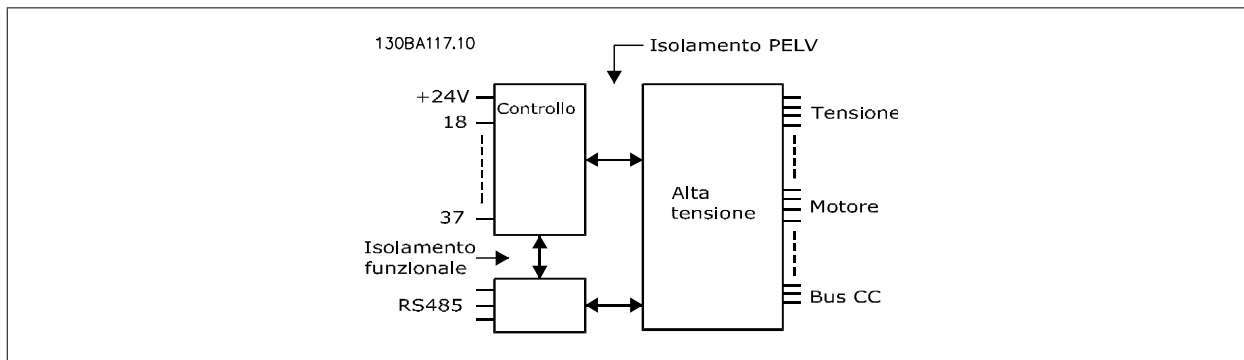 130BA117.10
Isolamento PELV
+24V
Controllo
18
Tensione
Alta
tensione
Motore
37
Isolamento
funzionale
RS485
Bus CC